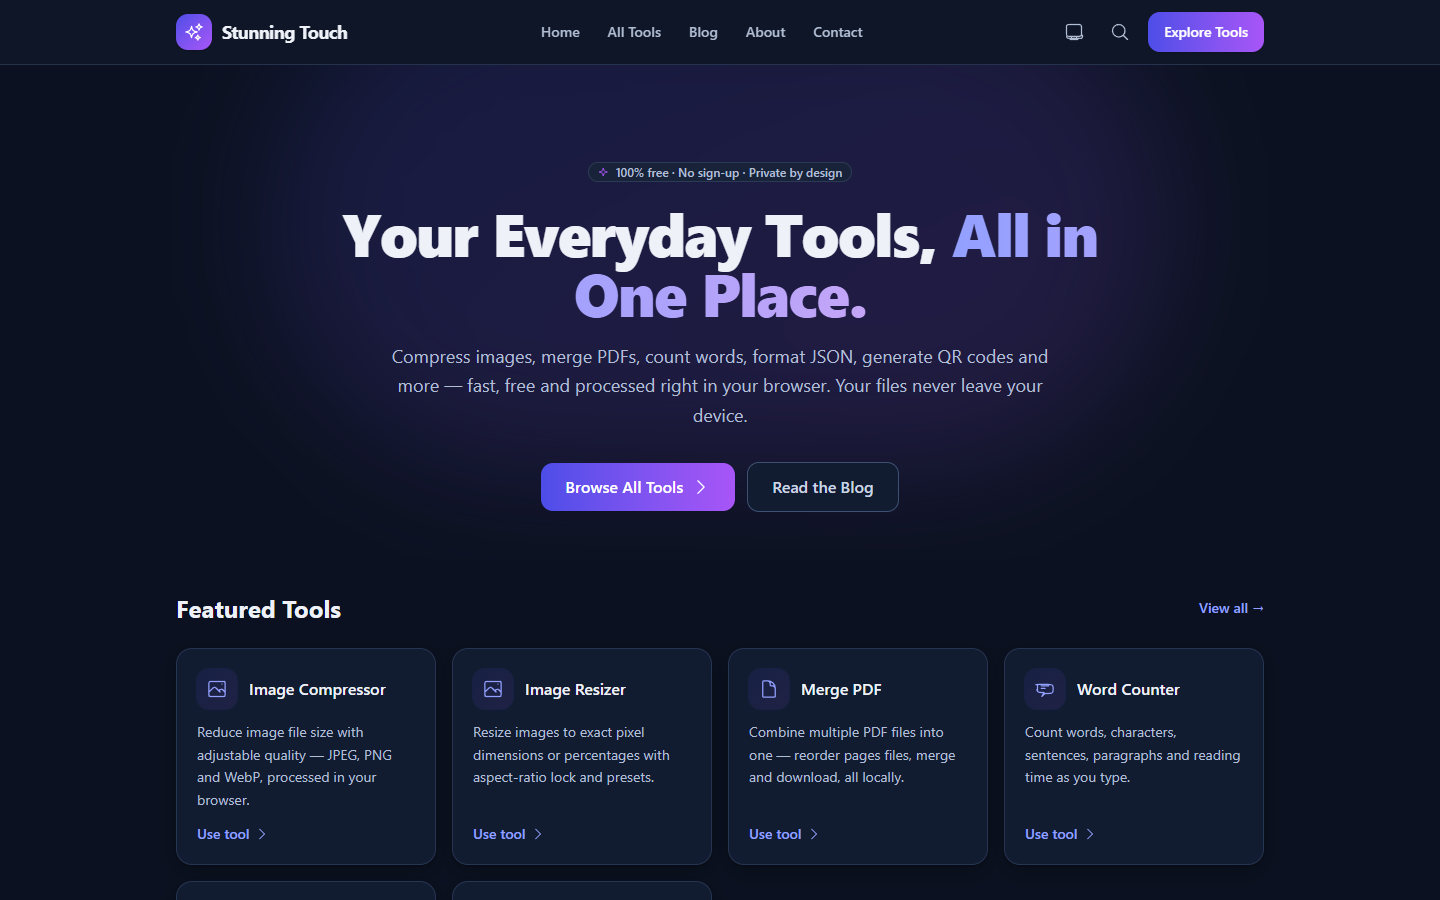 Stunning Touch
Home
All Tools
Blog
About
Contact
Explore Tools
100% free · No sign-up · Private by design
Your Everyday Tools, All in
One Place.
Compress images, merge PDFs, count words, format JSON, generate QR codes and
more — fast, free and processed right in your browser. Your files never leave your
device.
Browse All Tools
Read the Blog
Featured Tools
View all →
Image Compressor
Reduce image file size with
adjustable quality — JPEG, PNG
and WebP, processed in your
browser.
Use tool
Image Resizer
Resize images to exact pixel
dimensions or percentages with
aspect-ratio lock and presets.
Use tool
Merge PDF
Combine multiple PDF files into
one — reorder pages files, merge
and download, all locally.
Use tool
Word Counter
Count words, characters,
sentences, paragraphs and reading
time as you type.
Use tool